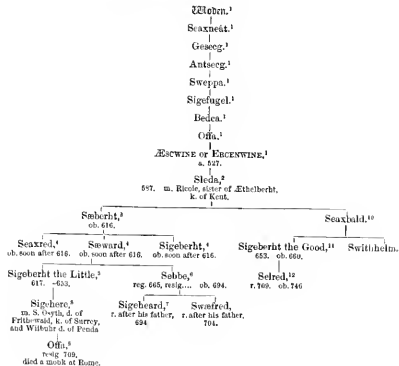 Woden.¹
Seaxneát.¹
Gesecg.¹
Antsecg.¹
Sweppa.¹
Sigefugel.¹
Bedca.¹
Offa.¹
ÆSCWINE OR ERCENWINE,¹
a. 527.
Sleda,²
587. m. Ricole, sister of Æthelberht,
k. of Kent.
Sæberht,³ Seaxbald.¹⁰
ob. 616.
Seaxred,⁴ Sæward,⁴ Sigeberht,⁴ Sigeberht the Good,¹¹ Swithhelm.
ob. soon after 616. ob. soon after 616. ob. soon after 616. 653. ob. 660.
Sigeberht the Little,⁵ Sebbe,⁶ Selred,¹²
617. –653. reg. 665, resig.... ob. 694. r. 709. ob. 746
Sigehere,⁸ Sigeheard,⁷ Swæfred,
m. S. Osyth, d. of r. after his father, r. after his father,
Frithewald, k. of Surrey, 694 704.
and Wilburh d. of Penda
Offa,⁹
resig 709,
died a monk at Rome.